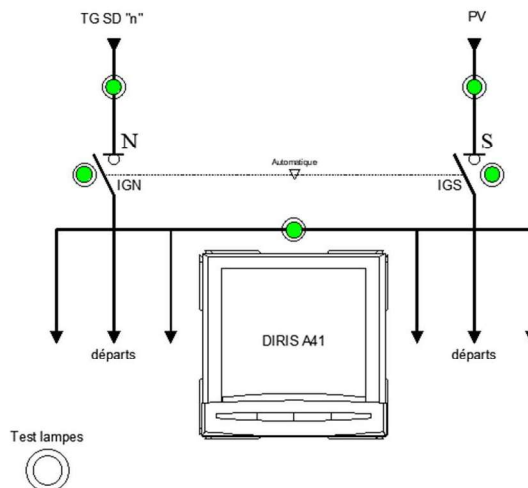 TG SD "n"
PV
N
S
Automatique
IGN
IGS
DIRIS A41
départs
départs
Test lampes